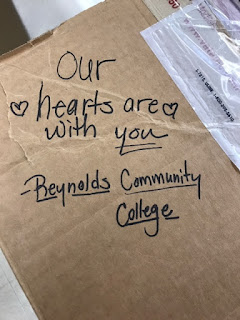 Our
♡ hearts are ♡
with you
-Reynolds Community
College